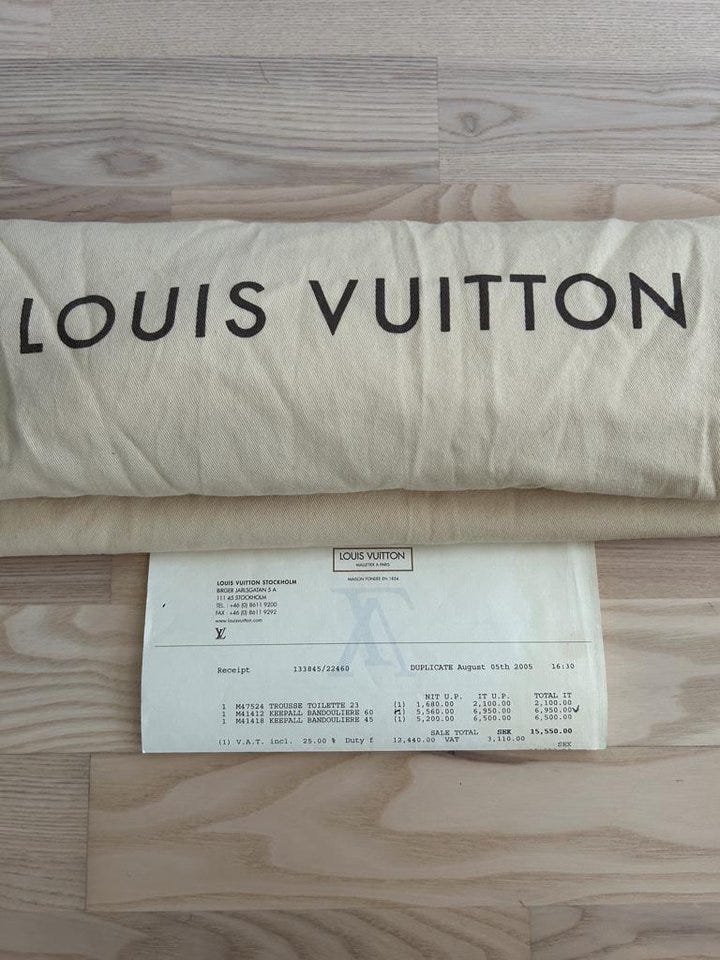 LOUIS VUITTON
LOUIS VUITTON
MALLETIER A PARIS
MAISON FONDÉE EN 1854
LOUIS VUITTON STOCKHOLM
BIRGER JARLSGATAN 5 A
111 45 STOCKHOLM
TEL : +46 (0) 8611 9200
FAX : +46 (0) 8611 9292
www.louisvuitton.com
LV
Receipt 133845/22460 DUPLICATE August 05th 2005 16:30
NIT U.P. IT U.P. TOTAL IT
1 M47524 TROUSSE TOILETTE 23 (1) 1,680.00 2,100.00 2,100.00
1 M41412 KEEPALL BANDOULIERE 60 5,560.00 6,950.00 6,950.00
1 M41418 KEEPALL BANDOULIERE 45 (1) 5,200.00 6,500.00 6,500.00
SALE TOTAL SEK 15,550.00
(1) V.A.T. incl. 25.00 % Duty f 12,440.00 VAT 3,110.00
SEK